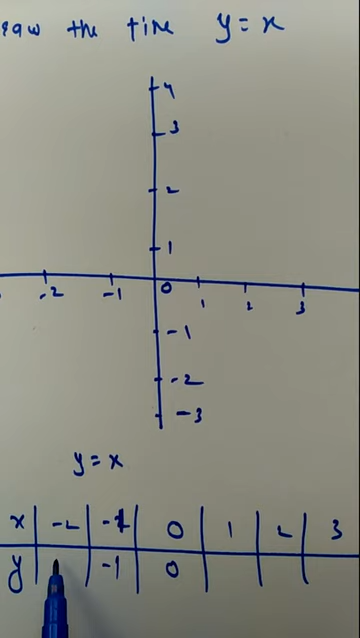 raw the line y = x
4
3
2
1
-2 -1 0 1 2 3
-1
-2
-3
y = x
x -2 -1 0 1 2 3
y -1 0